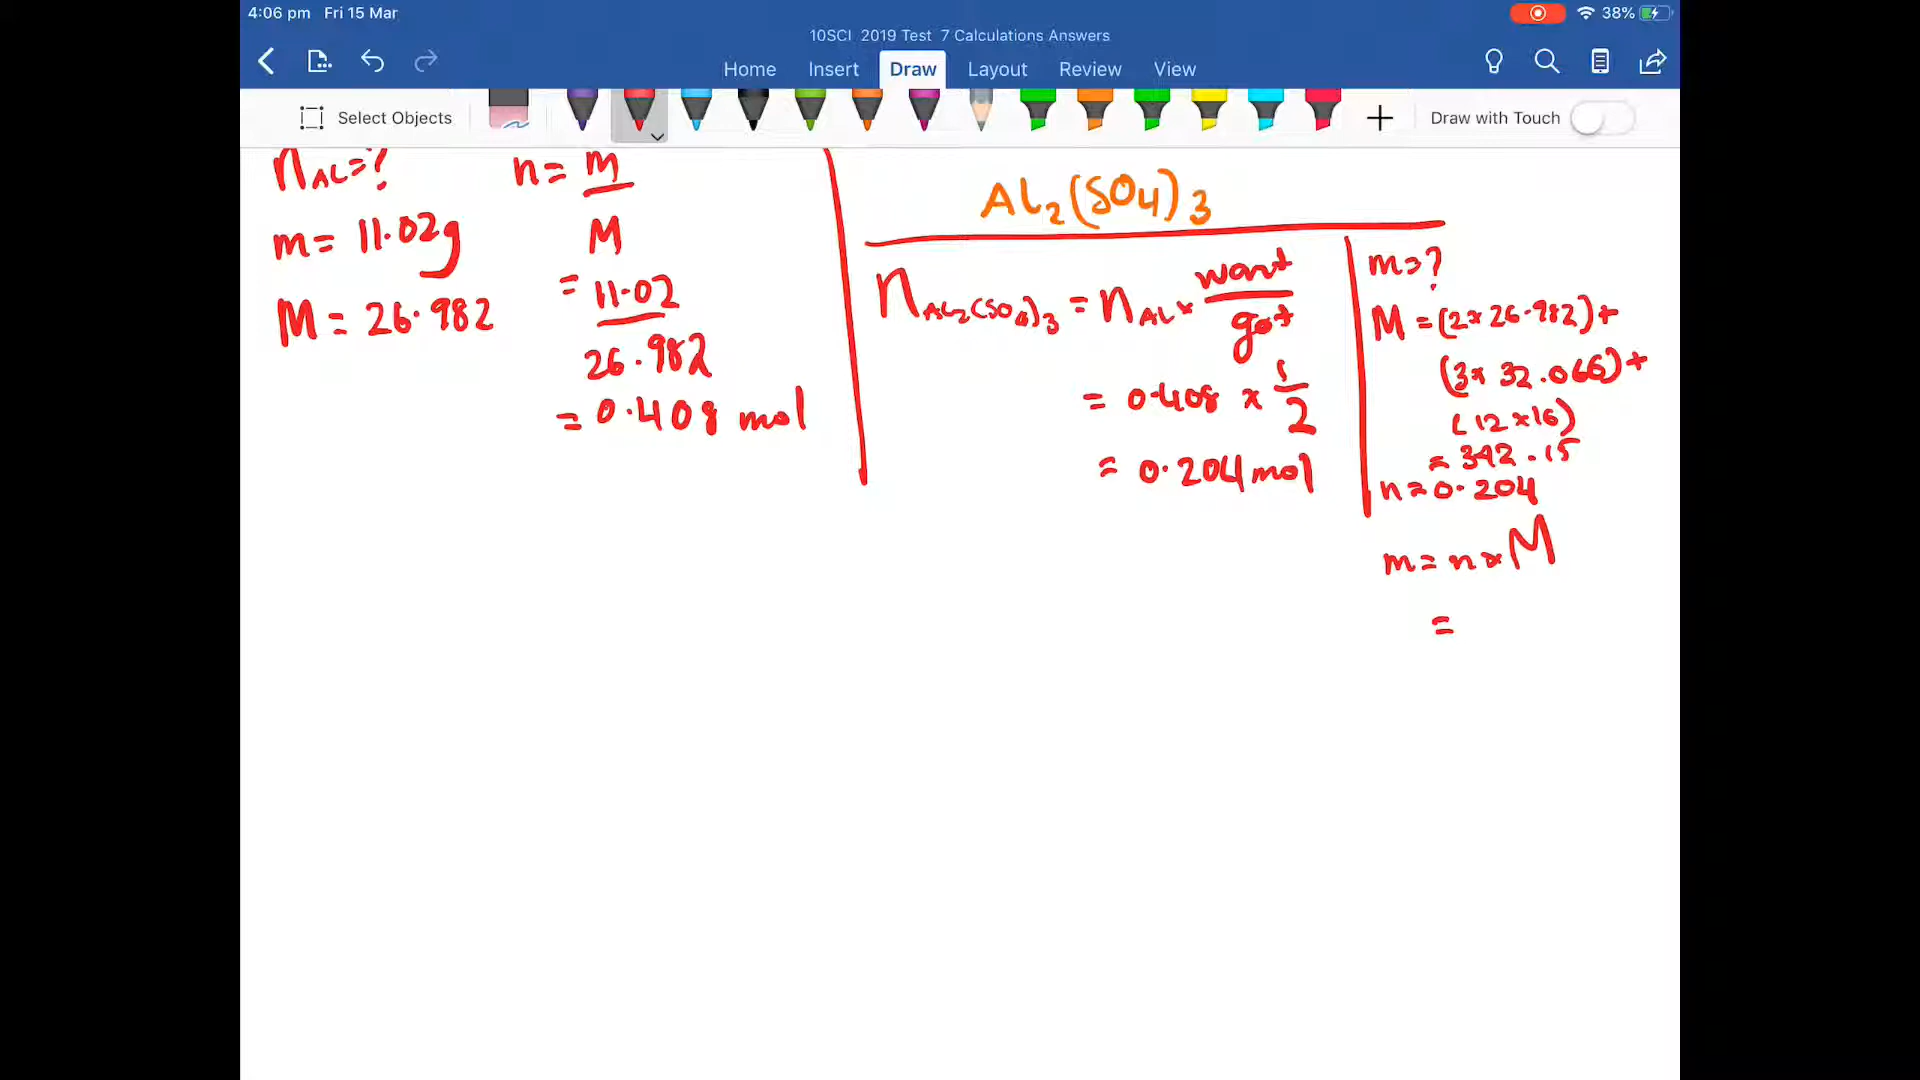 4:06 pm Fri 15 Mar
38%
10SCI 2019 Test 7 Calculations Answers
Home Insert Draw Layout Review View
Select Objects
Draw with Touch
nAL=?
m= 11.02g
M= 26.982
n= m
M
= 11.02
26.982
= 0.408 mol
AL2(SO4)3
nAL2(SO4)3 = nAL× want
got
= 0.408 × 1
2
= 0.204 mol
m=?
M=(2×26.982)+
(3×32.066)+
(12×16)
= 342.15
n=0.204
m=n×M
=